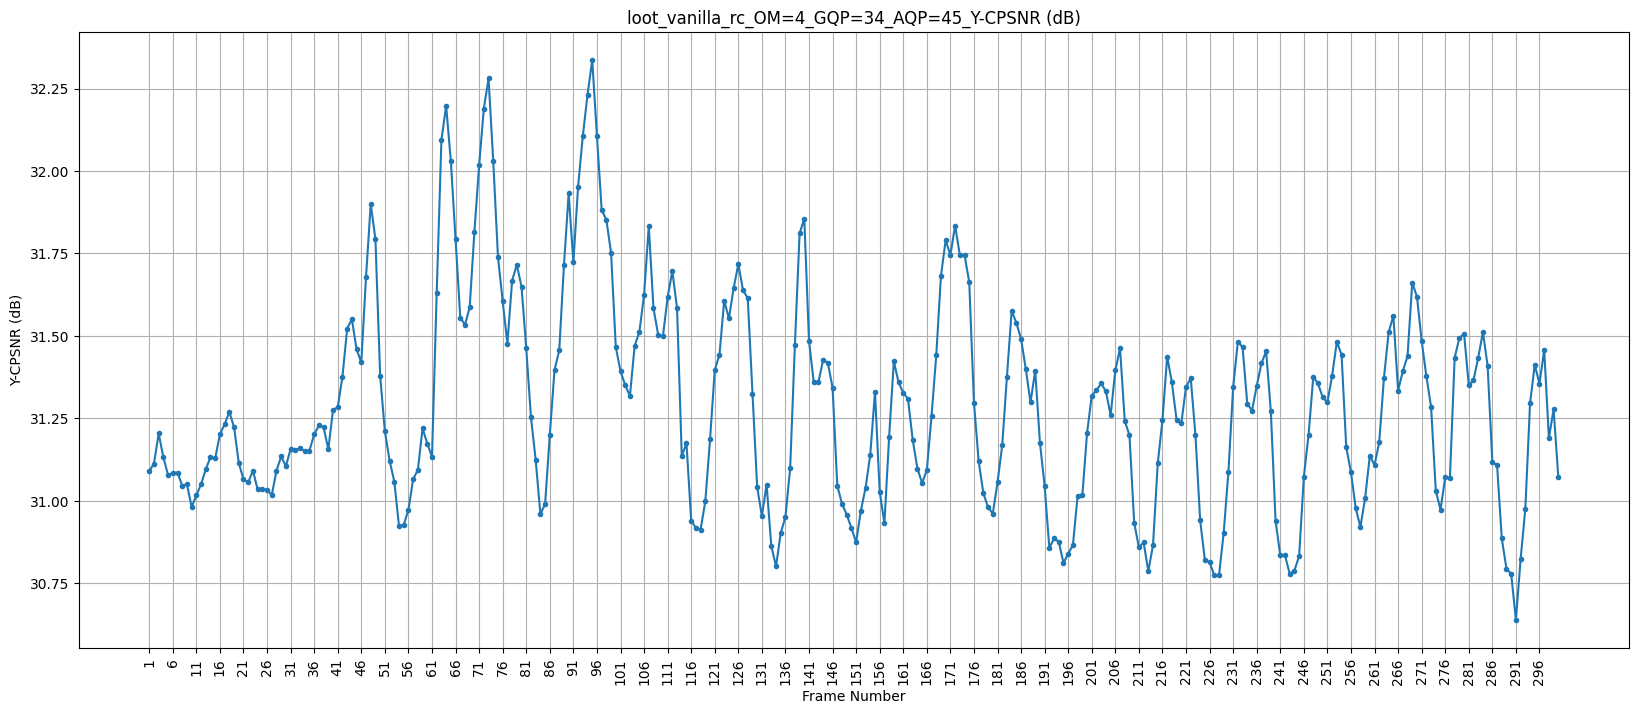 loot_vanilla_rc_OM=4_GQP=34_AQP=45_Y-CPSNR (dB)
Y-CPSNR (dB)
32.25
32.00
31.75
31.50
31.25
31.00
30.75
1 6 11 16 21 26 31 36 41 46 51 56 61 66 71 76 81 86 91 96 101 106 111 116 121 126 131 136 141 146 151 156 161 166 171 176 181 186 191 196 201 206 211 216 221 226 231 236 241 246 251 256 261 266 271 276 281 286 291 296
Frame Number